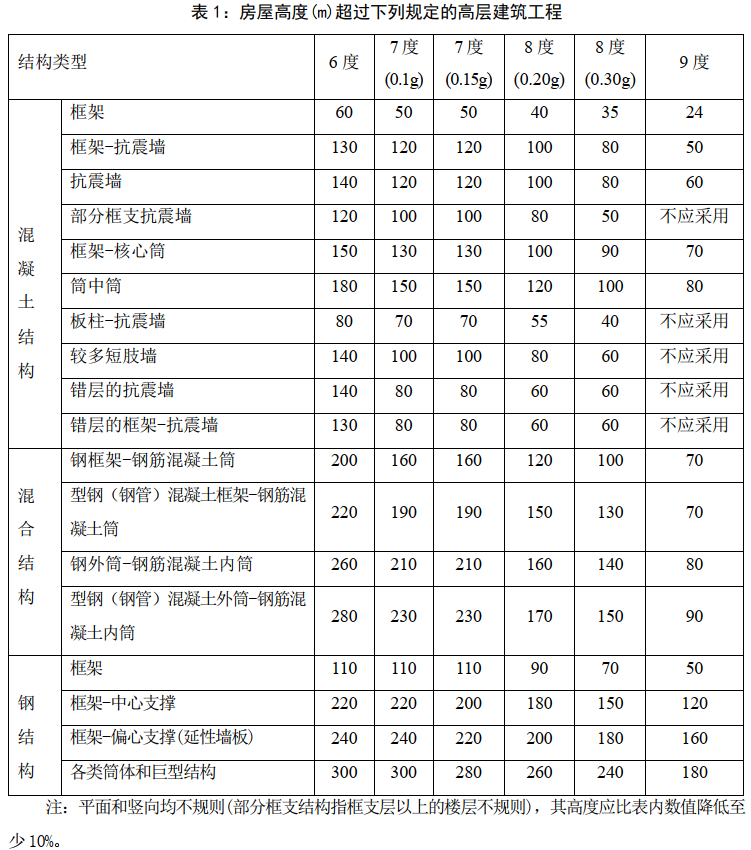 表 1：房屋高度(m)超过下列规定的高层建筑工程
结构类型 6 度 7 度 (0.1g) 7 度 (0.15g) 8 度 (0.20g) 8 度 (0.30g) 9 度
混凝土结构
框架 60 50 50 40 35 24
框架-抗震墙 130 120 120 100 80 50
抗震墙 140 120 120 100 80 60
部分框支抗震墙 120 100 100 80 50 不应采用
框架-核心筒 150 130 130 100 90 70
筒中筒 180 150 150 120 100 80
板柱-抗震墙 80 70 70 55 40 不应采用
较多短肢墙 140 100 100 80 60 不应采用
错层的抗震墙 140 80 80 60 60 不应采用
错层的框架-抗震墙 130 80 80 60 60 不应采用
混合结构
钢框架-钢筋混凝土筒 200 160 160 120 100 70
型钢（钢管）混凝土框架-钢筋混
凝土筒 220 190 190 150 130 70
钢外筒-钢筋混凝土内筒 260 210 210 160 140 80
型钢（钢管）混凝土外筒-钢筋混
凝土内筒 280 230 230 170 150 90
钢结构
框架 110 110 110 90 70 50
框架-中心支撑 220 220 200 180 150 120
框架-偏心支撑(延性墙板) 240 240 220 200 180 160
各类筒体和巨型结构 300 300 280 260 240 180
注：平面和竖向均不规则(部分框支结构指框支层以上的楼层不规则)，其高度应比表内数值降低至
少 10%。